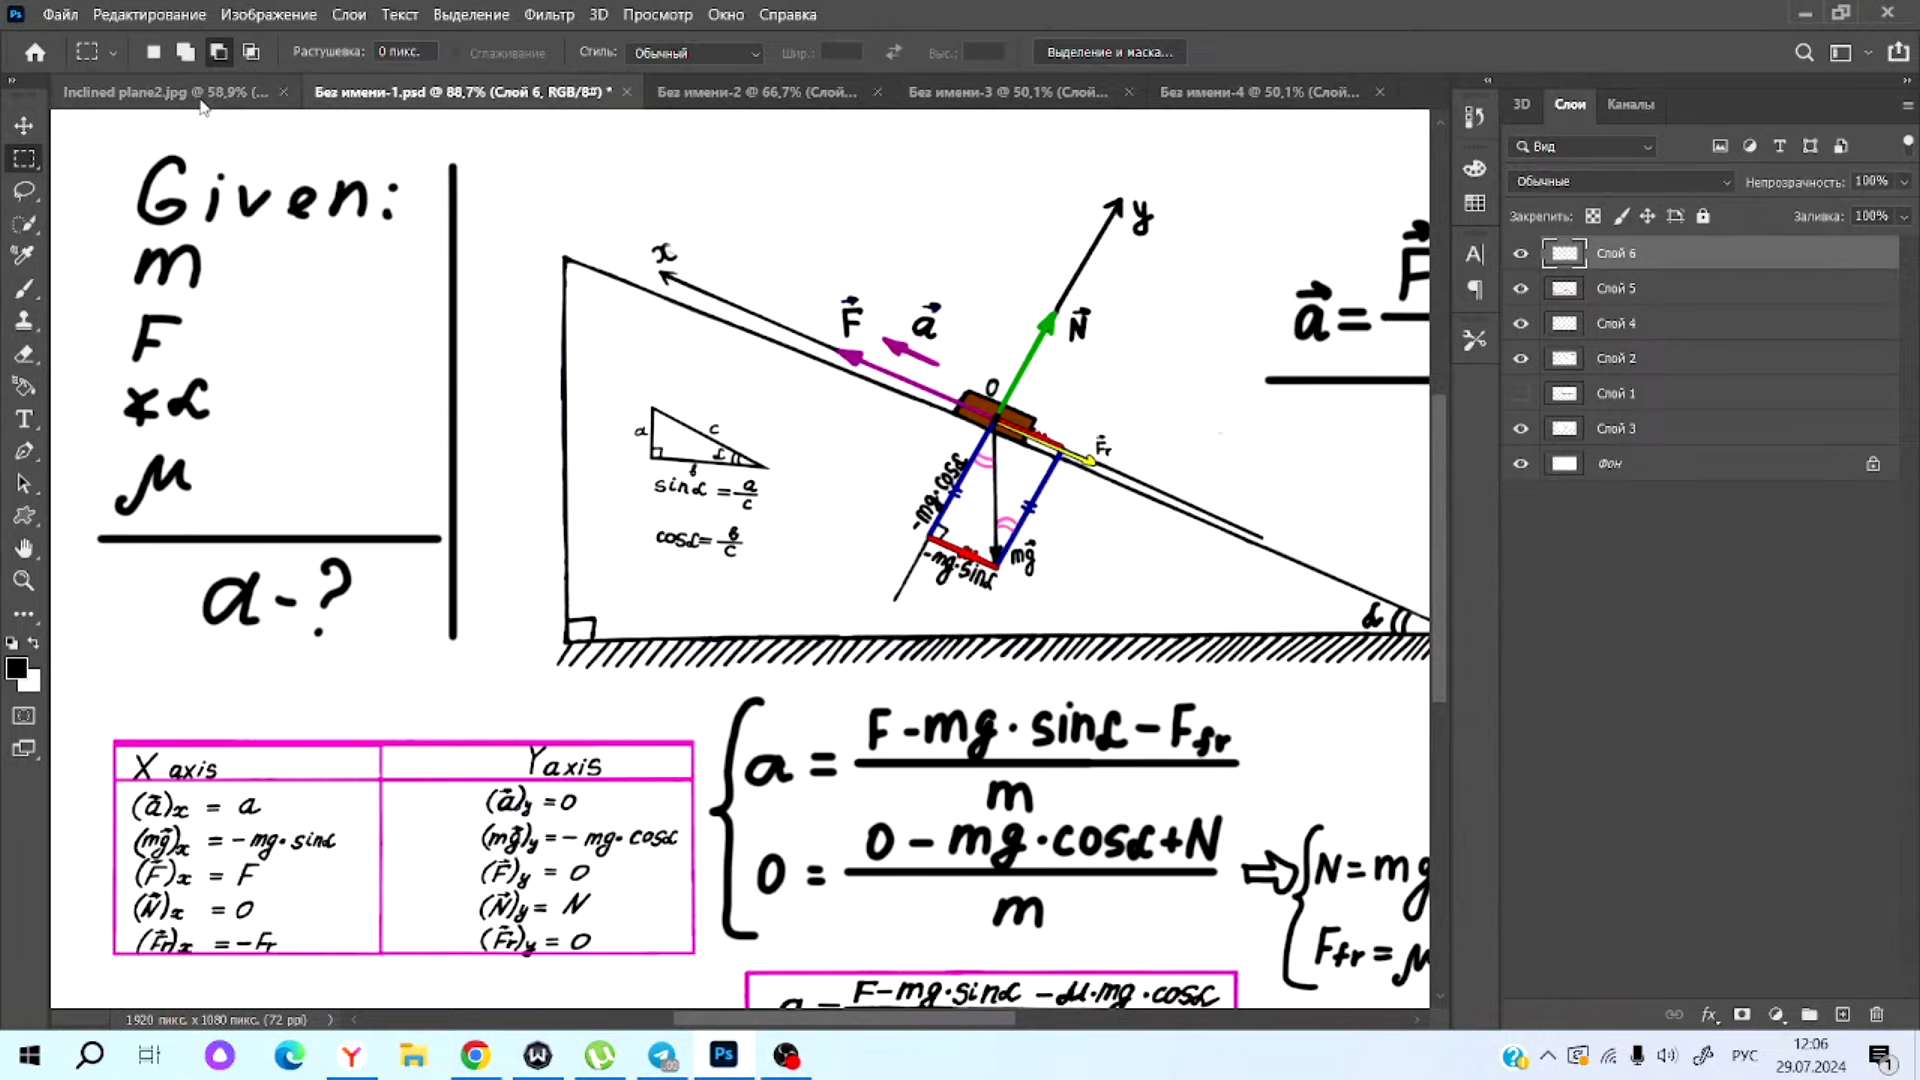 Файл Редактирование Изображение Слои Текст Выделение Фильтр 3D Просмотр Окно Справка
Растушевка: 0 пикс. Сглаживание Стиль: Обычный Шир.: Выс.: Выделение и маска...
Inclined plane2.jpg @ 58,9% (... Без имени-1.psd @ 88,7% (Слой 6, RGB/8#) * Без имени-2 @ 66,7% (Слой... Без имени-3 @ 50,1% (Слой... Без имени-4 @ 50,1% (Слой...
3D Слои Каналы
Вид
Обычные Непрозрачность: 100%
Закрепить: Заливка: 100%
Слой 6
Слой 5
Слой 4
Слой 2
Слой 1
Слой 3
Фон
Given:
m
F
∠α
μ
a - ?
x
y
F⃗ a⃗ N⃗
O
F⃗r
mg⃗
-mg·cosα
-mg·sinα
α
a c
α
b
sinα = a/c
cosα = b/c
a⃗ = F⃗
X axis Y axis
(a⃗)x = a (a⃗)y = 0
(mg⃗)x = -mg·sinα (mg⃗)y = -mg·cosα
(F⃗)x = F (F⃗)y = 0
(N⃗)x = 0 (N⃗)y = N
(F⃗r)x = -Fr (F⃗r)y = 0
a = F - mg·sinα - Ffr
m
0 = 0 - mg·cosα + N
m
⇒ N = mg
Ffr = μ
a = F - mg·sinα - μ·mg·cosα
1920 пикс. x 1080 пикс. (72 ppi)
РУС
12:06
29.07.2024